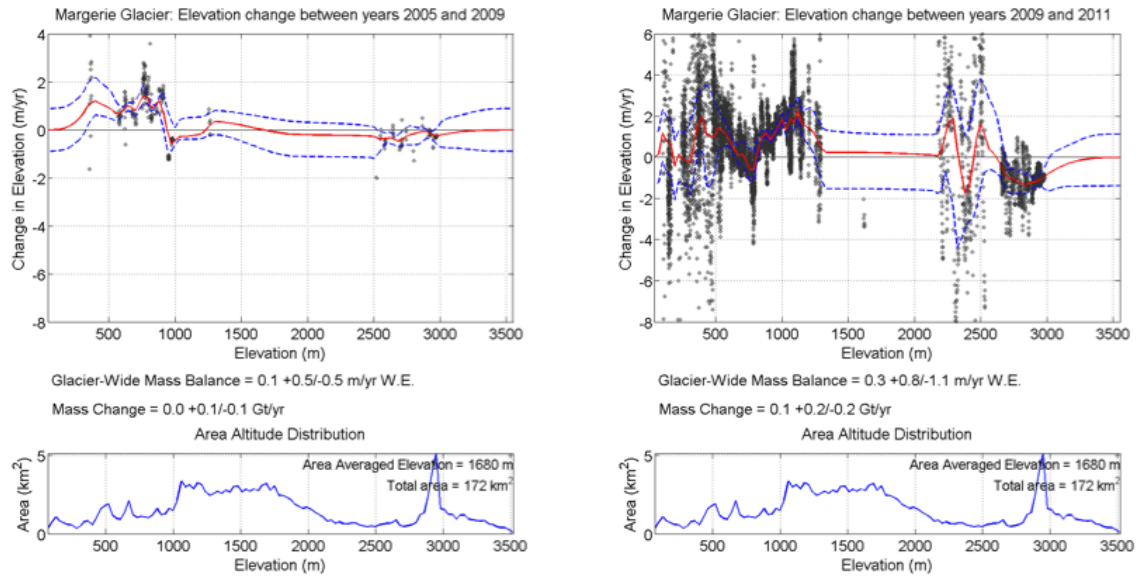 Margerie Glacier: Elevation change between years 2005 and 2009
4
2
0
-2
-4
-6
-8
Change in Elevation (m/yr)
500 1000 1500 2000 2500 3000 3500
Elevation (m)
Glacier-Wide Mass Balance = 0.1 +0.5/-0.5 m/yr W.E.
Mass Change = 0.0 +0.1/-0.1 Gt/yr
Area Altitude Distribution
Area Averaged Elevation = 1680 m
Total area = 172 km²
5
0
Area (km²)
500 1000 1500 2000 2500 3000 3500
Elevation (m)
Margerie Glacier: Elevation change between years 2009 and 2011
6
4
2
0
-2
-4
-6
-8
Change in Elevation (m/yr)
500 1000 1500 2000 2500 3000 3500
Elevation (m)
Glacier-Wide Mass Balance = 0.3 +0.8/-1.1 m/yr W.E.
Mass Change = 0.1 +0.2/-0.2 Gt/yr
Area Altitude Distribution
Area Averaged Elevation = 1680 m
Total area = 172 km²
5
0
Area (km²)
500 1000 1500 2000 2500 3000 3500
Elevation (m)